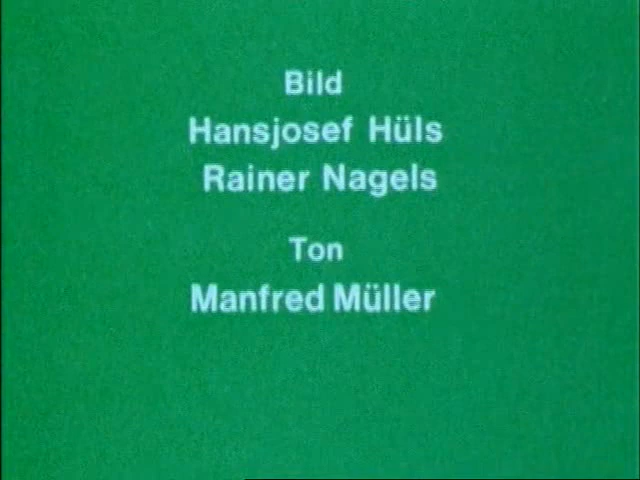 Bild
Hansjosef Hüls
Rainer Nagels
Ton
Manfred Müller